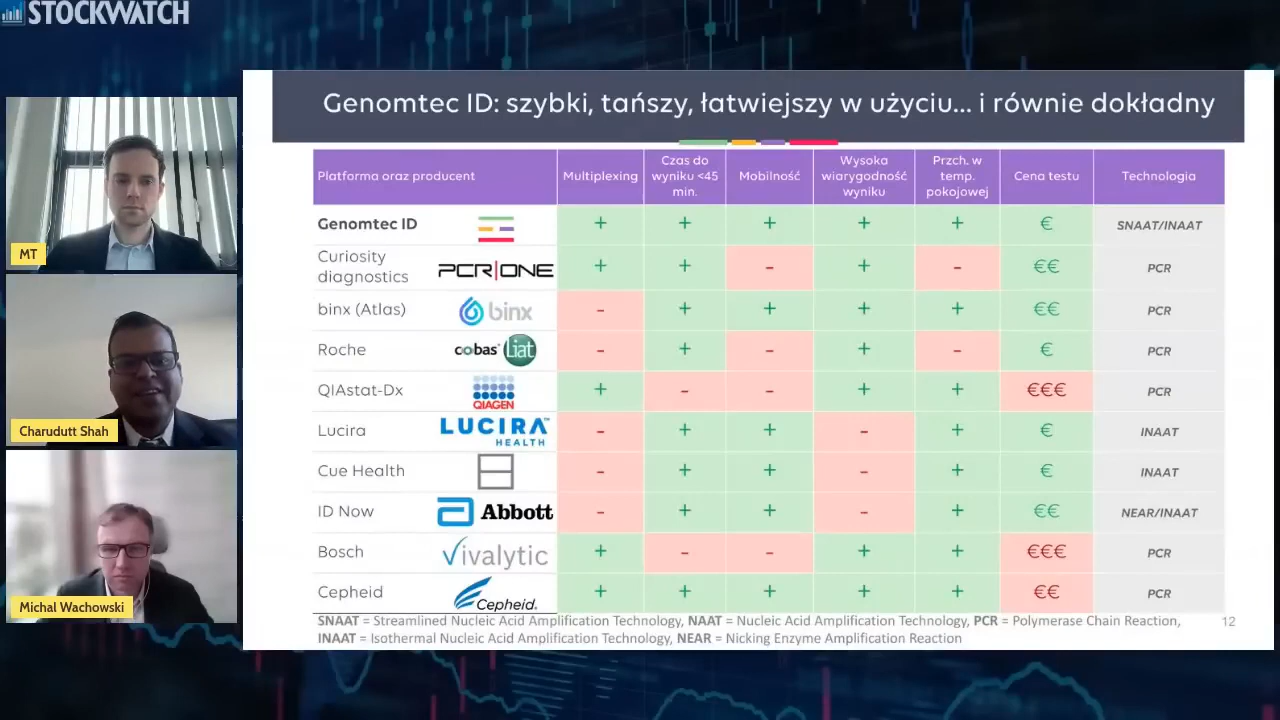 STOCKWATCH
MT
Charudutt Shah
Michal Wachowski
Genomtec ID: szybki, tańszy, łatwiejszy w użyciu... i równie dokładny
Platforma oraz producent Multiplexing Czas do wyniku <45 min. Mobilność Wysoka wiarygodność wyniku Przch. w temp. pokojowej Cena testu Technologia
Genomtec ID + + + + + € SNAAT/INAAT
Curiosity diagnostics PCR|ONE + + - + - €€ PCR
binx (Atlas) binx - + + + + €€ PCR
Roche cobas Liat - + - + - € PCR
QIAstat-Dx QIAGEN + - - + + €€€ PCR
Lucira LUCIRA™ HEALTH - + + - + € INAAT
Cue Health - + + - + € INAAT
ID Now Abbott - + + - + €€ NEAR/INAAT
Bosch Vivalytic + - - + + €€€ PCR
Cepheid Cepheid. + + + + + €€ PCR
SNAAT = Streamlined Nucleic Acid Amplification Technology, NAAT = Nucleic Acid Amplification Technology, PCR = Polymerase Chain Reaction,
INAAT = Isothermal Nucleic Acid Amplification Technology, NEAR = Nicking Enzyme Amplification Reaction
12